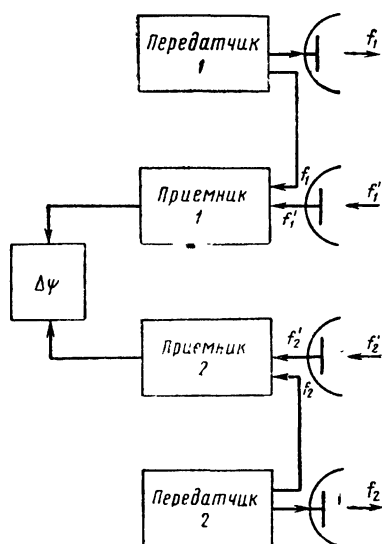 Передатчик
1
f₁
f₁
Приемник
1
f₁′
f₁′
Δψ
Приемник
2
f₂′
f₂′
f₂
Передатчик
2
f₂